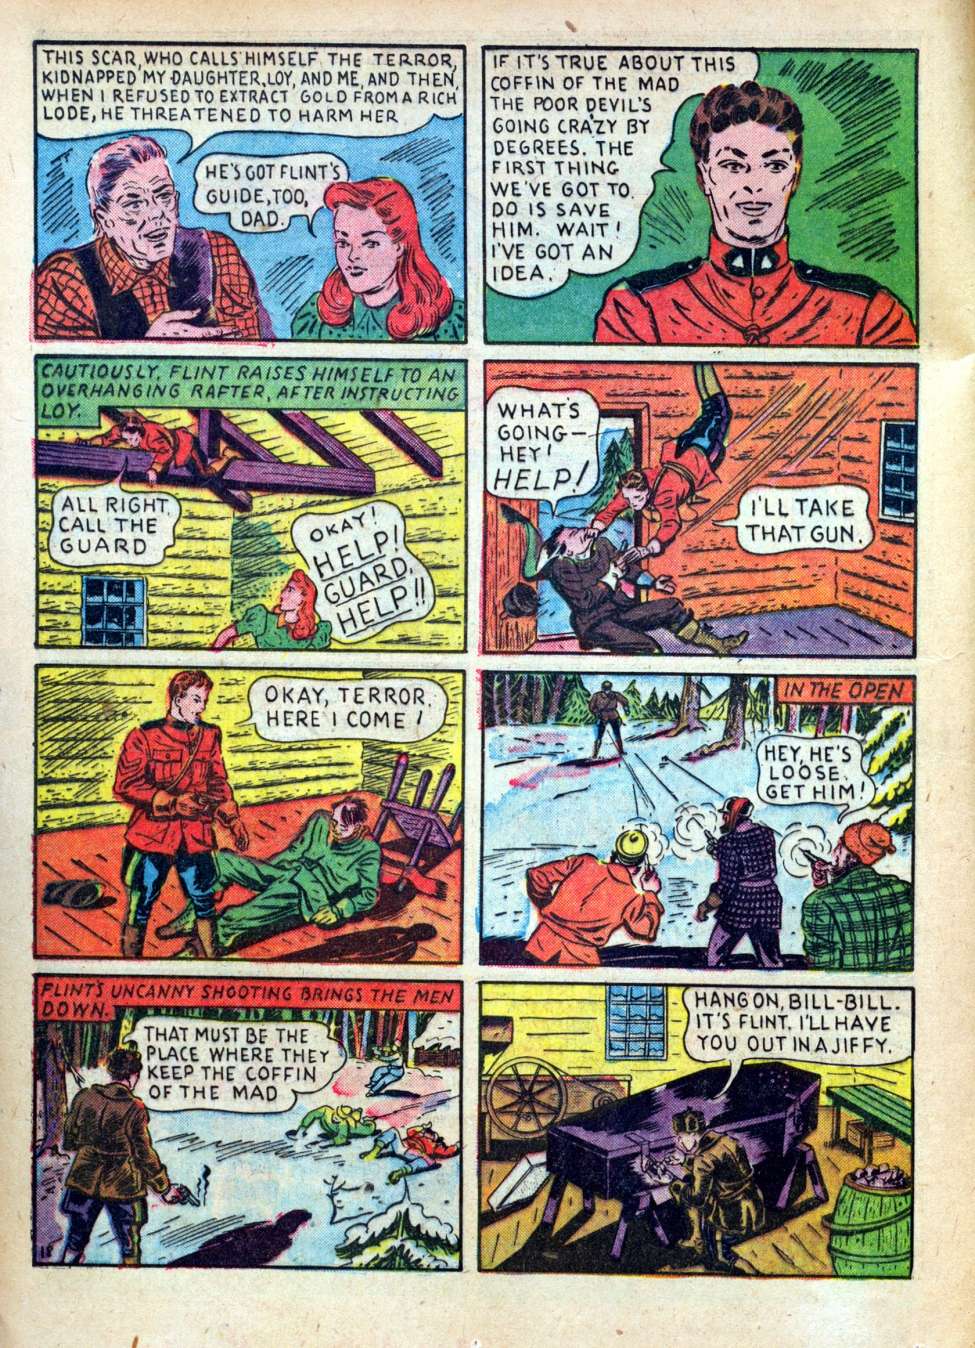 THIS SCAR, WHO CALLS HIMSELF THE TERROR,
KIDNAPPED MY DAUGHTER, LOY, AND ME, AND THEN,
WHEN I REFUSED TO EXTRACT GOLD FROM A RICH
LODE, HE THREATENED TO HARM HER
HE'S GOT FLINT'S
GUIDE, TOO,
DAD.
IF IT'S TRUE ABOUT THIS
COFFIN OF THE MAD
THE POOR DEVIL'S
GOING CRAZY BY
DEGREES. THE
FIRST THING
WE'VE GOT TO
DO IS SAVE
HIM. WAIT!
I'VE GOT AN
IDEA.
CAUTIOUSLY, FLINT RAISES HIMSELF TO AN
OVERHANGING RAFTER, AFTER INSTRUCTING
LOY.
ALL RIGHT,
CALL THE
GUARD
OKAY!
HELP!
GUARD,
HELP!!
WHAT'S
GOING—
HEY!
HELP!
I'LL TAKE
THAT GUN.
OKAY, TERROR.
HERE I COME!
IN THE OPEN
HEY, HE'S
LOOSE.
GET HIM!
FLINT'S UNCANNY SHOOTING BRINGS THE MEN
DOWN.
THAT MUST BE THE
PLACE WHERE THEY
KEEP THE COFFIN
OF THE MAD
HANG ON, BILL-BILL.
IT'S FLINT. I'LL HAVE
YOU OUT IN A JIFFY.